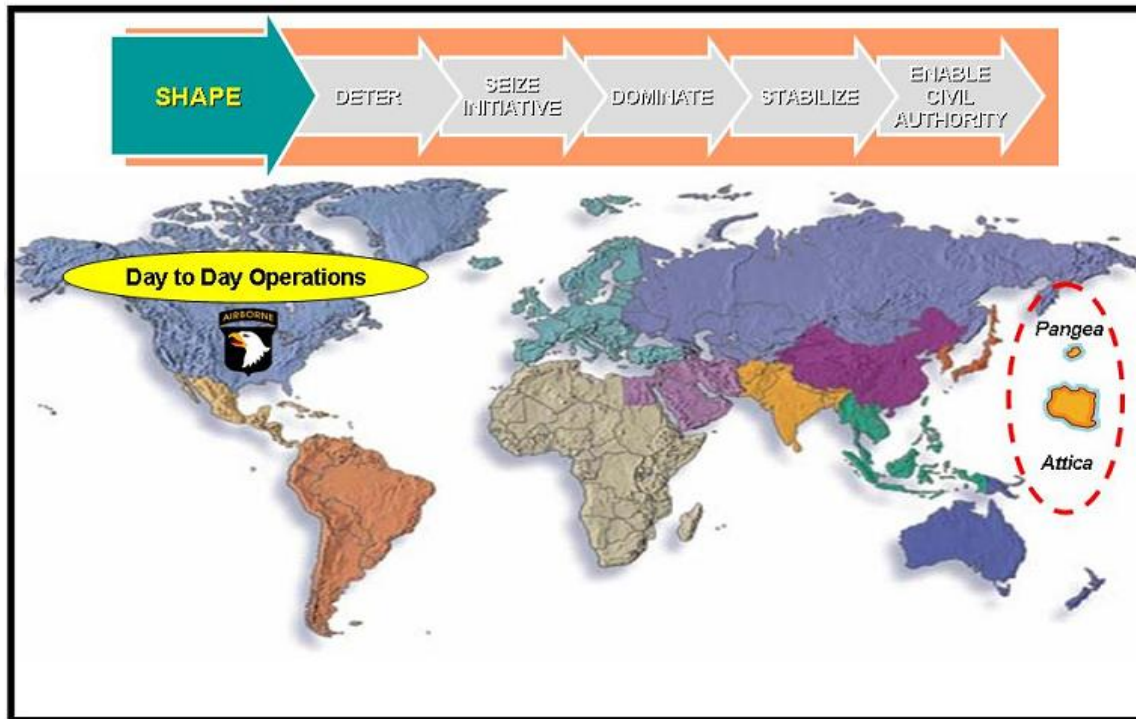 SHAPE
DETER
SEIZE
INITIATIVE
DOMINATE
STABILIZE
ENABLE
CIVIL
AUTHORITY
Day to Day Operations
AIRBORNE
Pangea
Attica